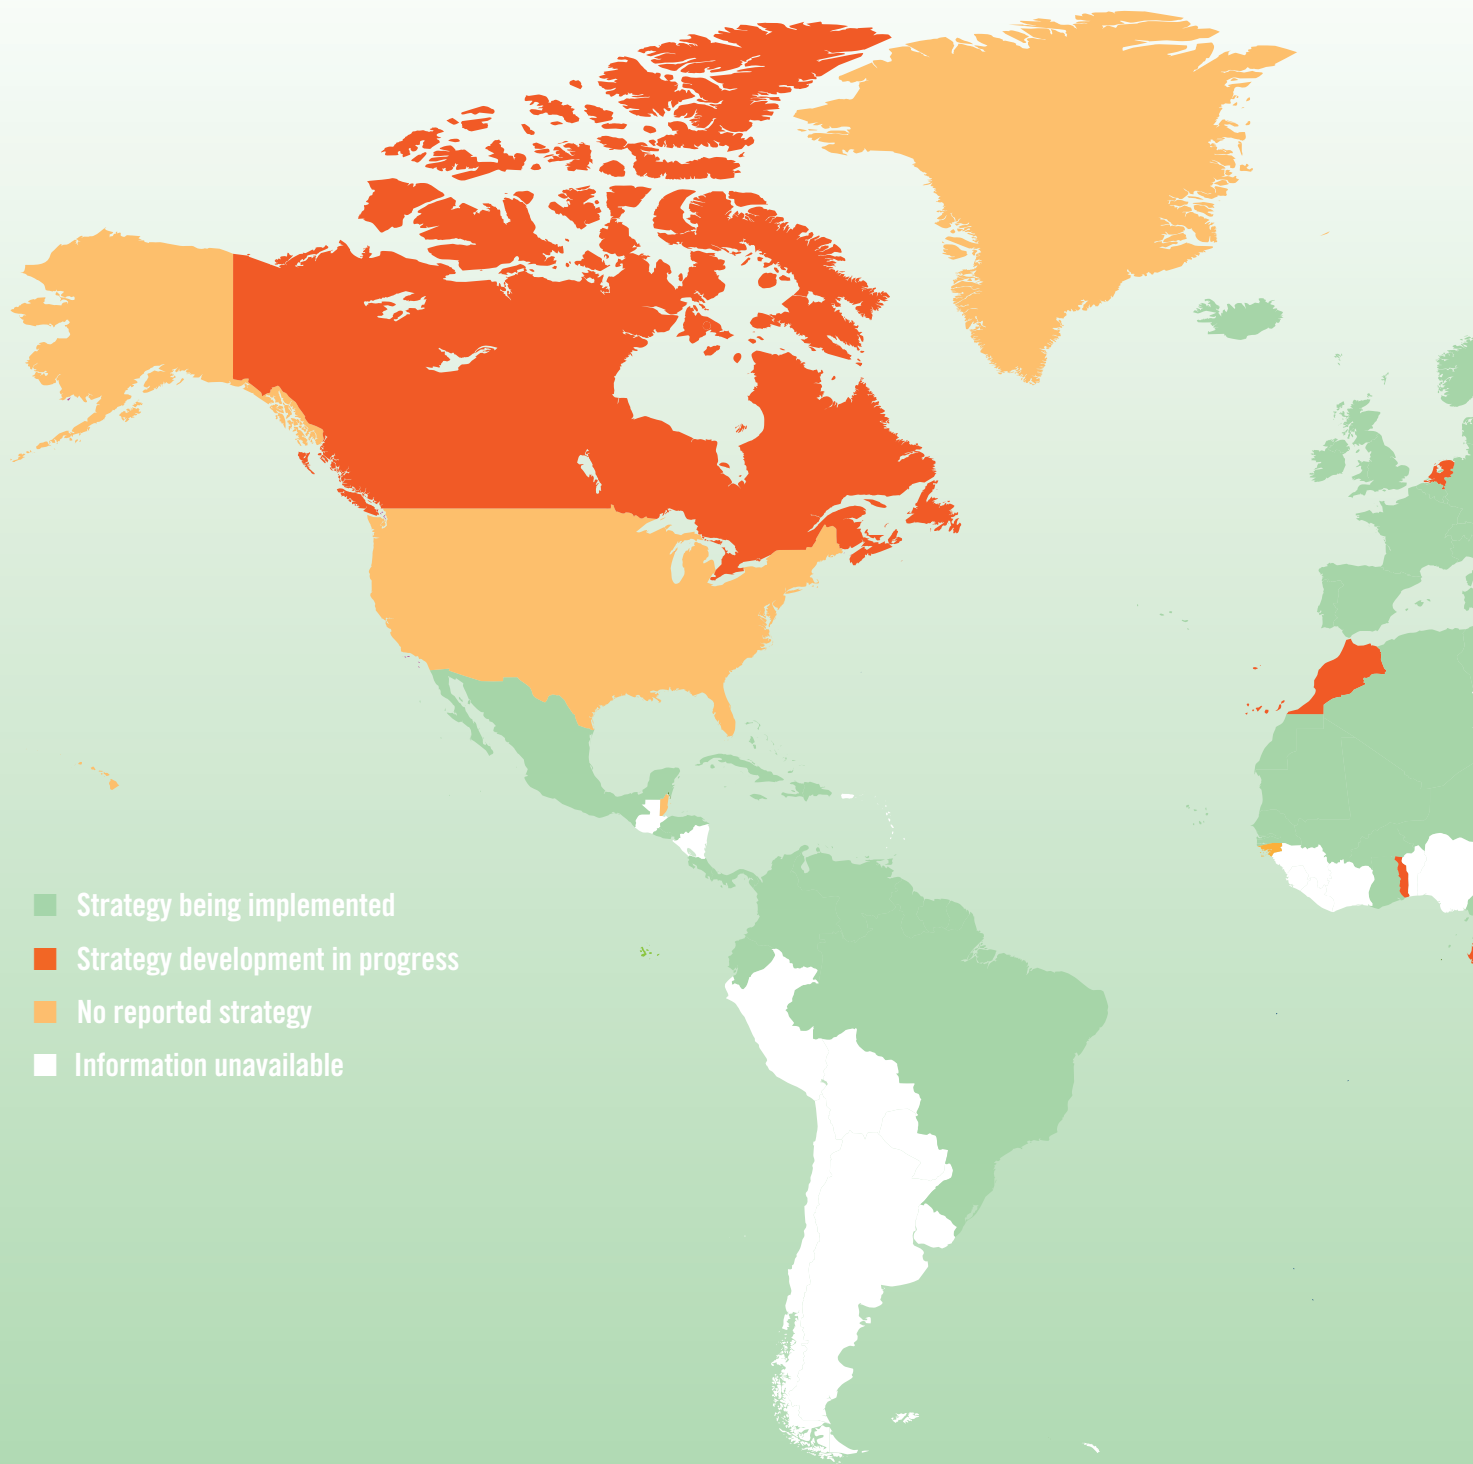 Strategy being implemented
Strategy development in progress
No reported strategy
Information unavailable